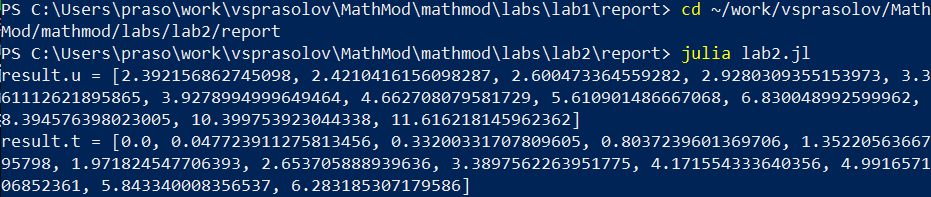 PS C:\Users\praso\work\vsprasolov\MathMod\mathmod\labs\lab1\report> cd ~/work/vsprasolov/Math
Mod/mathmod/labs/lab2/report
PS C:\Users\praso\work\vsprasolov\MathMod\mathmod\labs\lab2\report> julia lab2.jl
result.u = [2.392156862745098, 2.4210416156098287, 2.600473364559282, 2.9280309355153973, 3.3
61112621895865, 3.9278994999649464, 4.662708079581729, 5.610901486667068, 6.830048992599962,
8.394576398023005, 10.399753923044338, 11.616218145962362]
result.t = [0.0, 0.047723911275813456, 0.33200331707809605, 0.8037239601369706, 1.35220563667
95798, 1.971824547706393, 2.653705888939636, 3.3897562263951775, 4.171554333640356, 4.9916571
06852361, 5.843340008356537, 6.283185307179586]